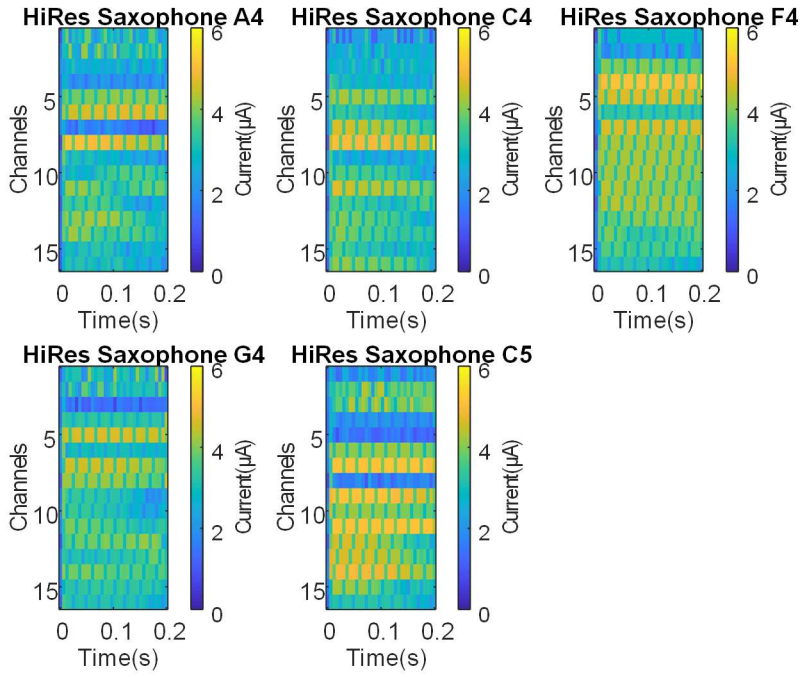 HiRes Saxophone A4
HiRes Saxophone C4
HiRes Saxophone F4
Channels
5
10
15
0
0.1
0.2
Time(s)
6
4
2
0
Current(µA)
Channels
5
10
15
0
0.1
0.2
Time(s)
6
4
2
0
Current(µA)
Channels
5
10
15
0
0.1
0.2
Time(s)
6
4
2
0
Current(µA)
HiRes Saxophone G4
HiRes Saxophone C5
Channels
5
10
15
0
0.1
0.2
Time(s)
6
4
2
0
Current(µA)
Channels
5
10
15
0
0.1
0.2
Time(s)
6
4
2
0
Current(µA)